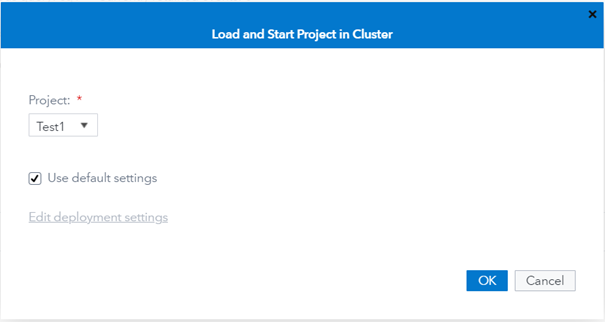 Load and Start Project in Cluster
Project: *
Test1
Use default settings
Edit deployment settings
OK
Cancel